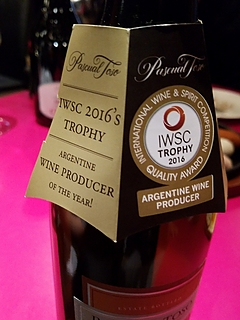 Pascual Toso
IWSC 2016's
TROPHY
ARGENTINE
WINE PRODUCER
OF THE YEAR!
Pascual Toso
INTERNATIONAL WINE & SPIRIT COMPETITION
IWSC
TROPHY
2016
QUALITY AWARD
ARGENTINE WINE
PRODUCER